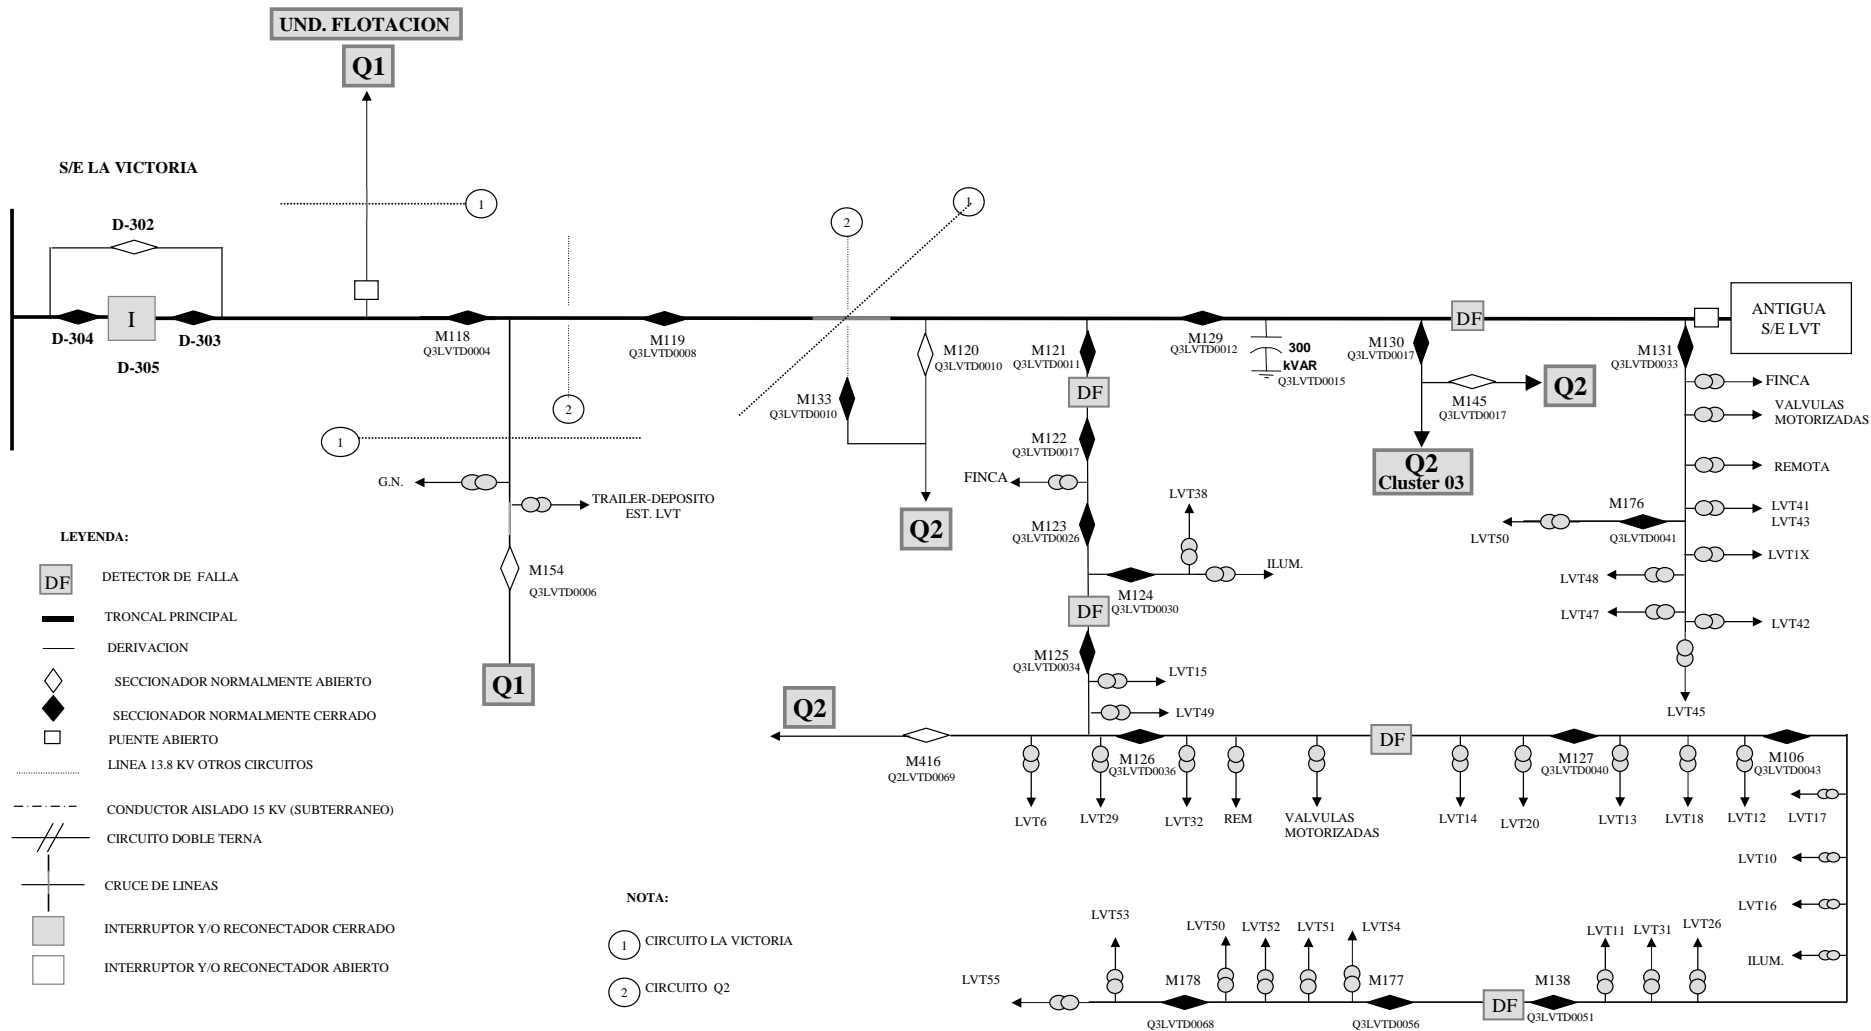 UND. FLOTACION
Q1
S/E LA VICTORIA
1
D-302
2
1
I
D-304
D-303
D-305
M118
Q3LVTD0004
M119
Q3LVTD0008
2
1
M133
Q3LVTD0010
M120
Q3LVTD0010
Q2
M121
Q3LVTD0011
DF
M122
Q3LVTD0017
FINCA
M123
Q3LVTD0026
LVT38
ILUM.
M124
Q3LVTD0030
DF
M125
Q3LVTD0034
LVT15
LVT49
M129
Q3LVTD0012
300
kVAR
Q3LVTD0015
M130
Q3LVTD0017
M145
Q3LVTD0017
Q2
Q2
Cluster 03
DF
ANTIGUA
S/E LVT
M131
Q3LVTD0033
FINCA
VALVULAS
MOTORIZADAS
REMOTA
M176
Q3LVTD0041
LVT50
LVT41
LVT43
LVT1X
LVT48
LVT47
LVT42
LVT45
G.N.
TRAILER-DEPOSITO
EST. LVT
M154
Q3LVTD0006
Q1
LEYENDA:
DF
DETECTOR DE FALLA
TRONCAL PRINCIPAL
DERIVACION
SECCIONADOR NORMALMENTE ABIERTO
SECCIONADOR NORMALMENTE CERRADO
PUENTE ABIERTO
LINEA 13.8 KV OTROS CIRCUITOS
CONDUCTOR AISLADO 15 KV (SUBTERRANEO)
CIRCUITO DOBLE TERNA
CRUCE DE LINEAS
INTERRUPTOR Y/O RECONECTADOR CERRADO
INTERRUPTOR Y/O RECONECTADOR ABIERTO
Q2
M416
Q2LVTD0069
M126
Q3LVTD0036
DF
M127
Q3LVTD0040
M106
Q3LVTD0043
LVT6
LVT29
LVT32
REM
VALVULAS
MOTORIZADAS
LVT14
LVT20
LVT13
LVT18
LVT12
LVT17
LVT10
LVT16
ILUM.
NOTA:
1
CIRCUITO LA VICTORIA
2
CIRCUITO Q2
LVT53
LVT50
LVT52
LVT51
LVT54
LVT11
LVT31
LVT26
LVT55
M178
Q3LVTD0068
M177
Q3LVTD0056
DF
M138
Q3LVTD0051